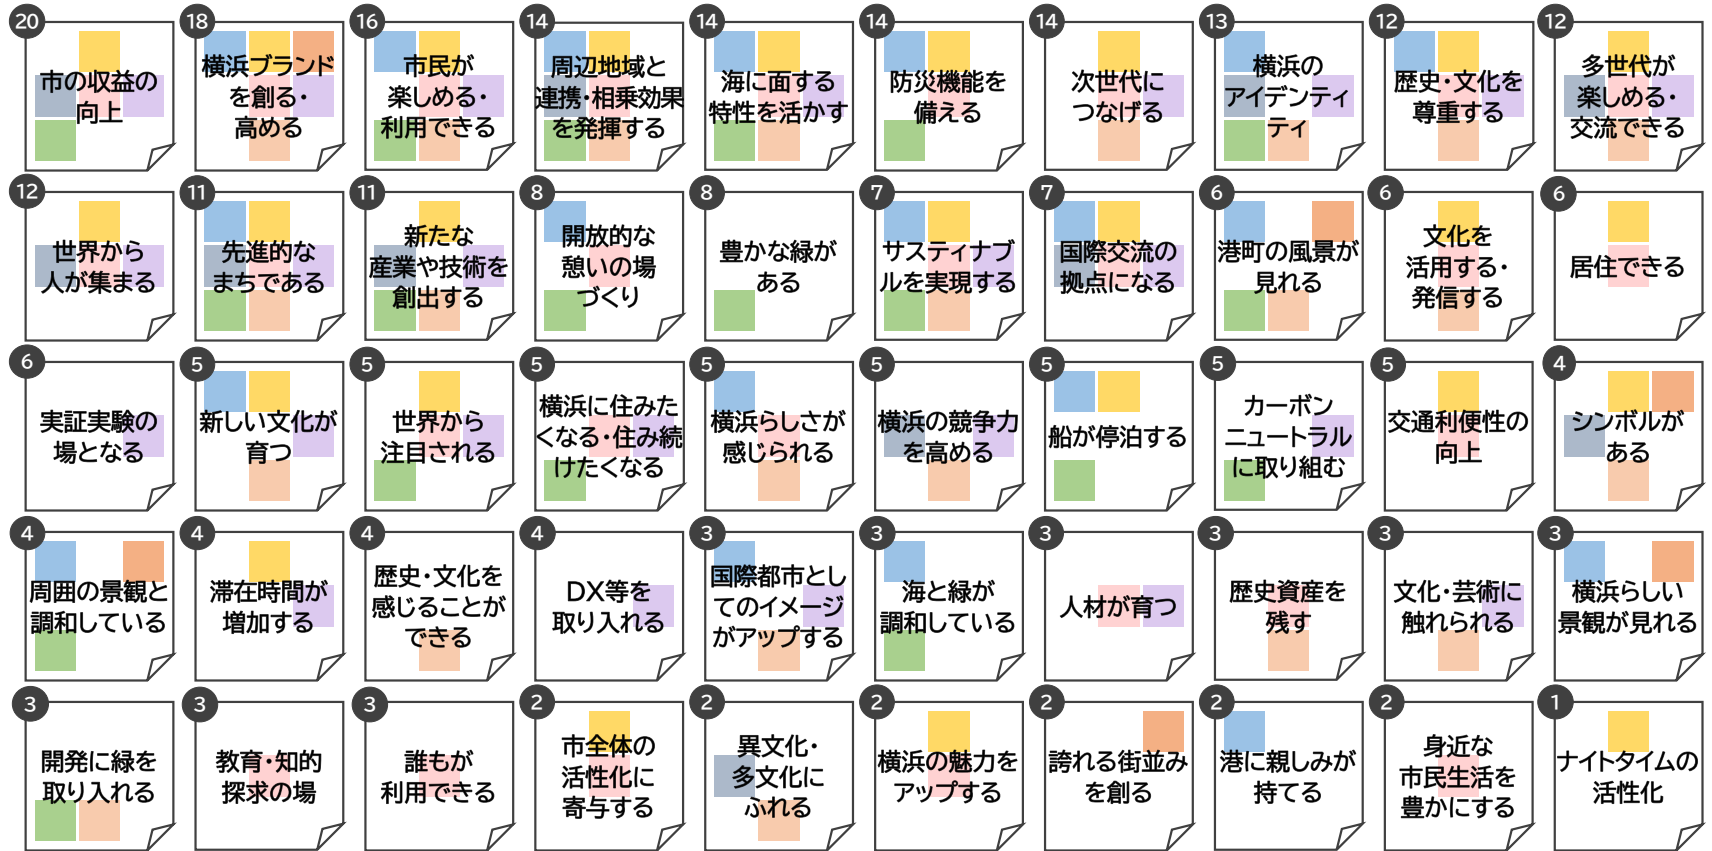 20
市の収益の
向上
18
横浜ブランド
を創る・
高める
16
市民が
楽しめる・
利用できる
14
周辺地域と
連携・相乗効果
を発揮する
14
海に面する
特性を活かす
14
防災機能を
備える
14
次世代に
つなげる
13
横浜の
アイデンティ
ティ
12
歴史・文化を
尊重する
12
多世代が
楽しめる・
交流できる
12
世界から
人が集まる
11
先進的な
まちである
11
新たな
産業や技術を
創出する
8
開放的な
憩いの場
づくり
8
豊かな緑が
ある
7
サスティナブ
ルを実現する
7
国際交流の
拠点になる
6
港町の風景が
見れる
6
文化を
活用する・
発信する
6
居住できる
6
実証実験の
場となる
5
新しい文化が
育つ
5
世界から
注目される
5
横浜に住みた
くなる・住み続
けたくなる
5
横浜らしさが
感じられる
5
横浜の競争力
を高める
5
船が停泊する
5
カーボン
ニュートラル
に取り組む
5
交通利便性の
向上
4
シンボルが
ある
4
周囲の景観と
調和している
4
滞在時間が
増加する
4
歴史・文化を
感じることが
できる
4
DX等を
取り入れる
3
国際都市とし
てのイメージ
がアップする
3
海と緑が
調和している
3
人材が育つ
3
歴史資産を
残す
3
文化・芸術に
触れられる
3
横浜らしい
景観が見れる
3
開発に緑を
取り入れる
3
教育・知的
探求の場
3
誰もが
利用できる
2
市全体の
活性化に
寄与する
2
異文化・
多文化に
ふれる
2
横浜の魅力を
アップする
2
誇れる街並み
を創る
2
港に親しみが
持てる
2
身近な
市民生活を
豊かにする
1
ナイトタイムの
活性化